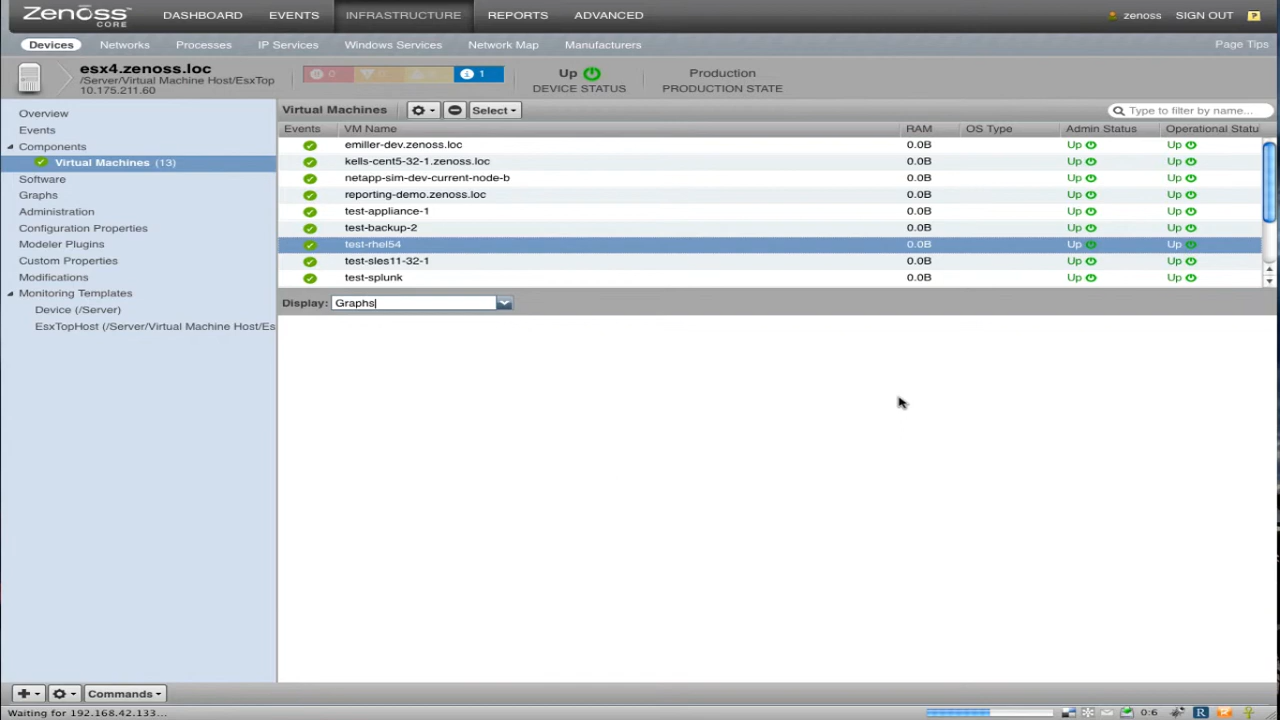 Zenoss CORE DASHBOARD EVENTS INFRASTRUCTURE REPORTS ADVANCED zenoss SIGN OUT ?
Devices Networks Processes IP Services Windows Services Network Map Manufacturers Page Tips
esx4.zenoss.loc
/Server/Virtual Machine Host/EsxTop
10.175.211.60
0 0 0 1
Up
DEVICE STATUS
Production
PRODUCTION STATE
Overview
Events
Components
Virtual Machines (13)
Software
Graphs
Administration
Configuration Properties
Modeler Plugins
Custom Properties
Modifications
Monitoring Templates
Device (/Server)
EsxTopHost (/Server/Virtual Machine Host/Es
Virtual Machines Select Type to filter by name...
Events VM Name RAM OS Type Admin Status Operational Statu
emiller-dev.zenoss.loc 0.0B Up Up
kells-cent5-32-1.zenoss.loc 0.0B Up Up
netapp-sim-dev-current-node-b 0.0B Up Up
reporting-demo.zenoss.loc 0.0B Up Up
test-appliance-1 0.0B Up Up
test-backup-2 0.0B Up Up
test-rhel54 0.0B Up Up
test-sles11-32-1 0.0B Up Up
test-splunk 0.0B Up Up
Display: Graphs
Commands
Waiting for 192.168.42.133... 0:6 R